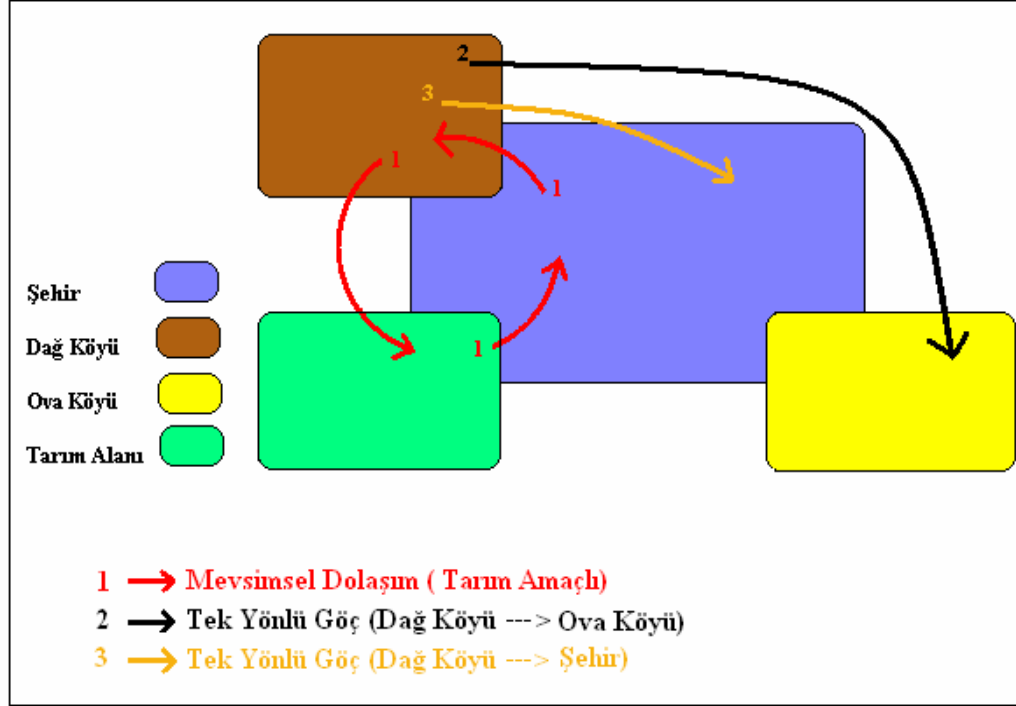 2
3
1
1
1
Şehir
Dağ Köyü
Ova Köyü
Tarım Alanı
1 Mevsimsel Dolaşım ( Tarım Amaçlı)
2 Tek Yönlü Göç (Dağ Köyü ---> Ova Köyü)
3 Tek Yönlü Göç (Dağ Köyü ---> Şehir)